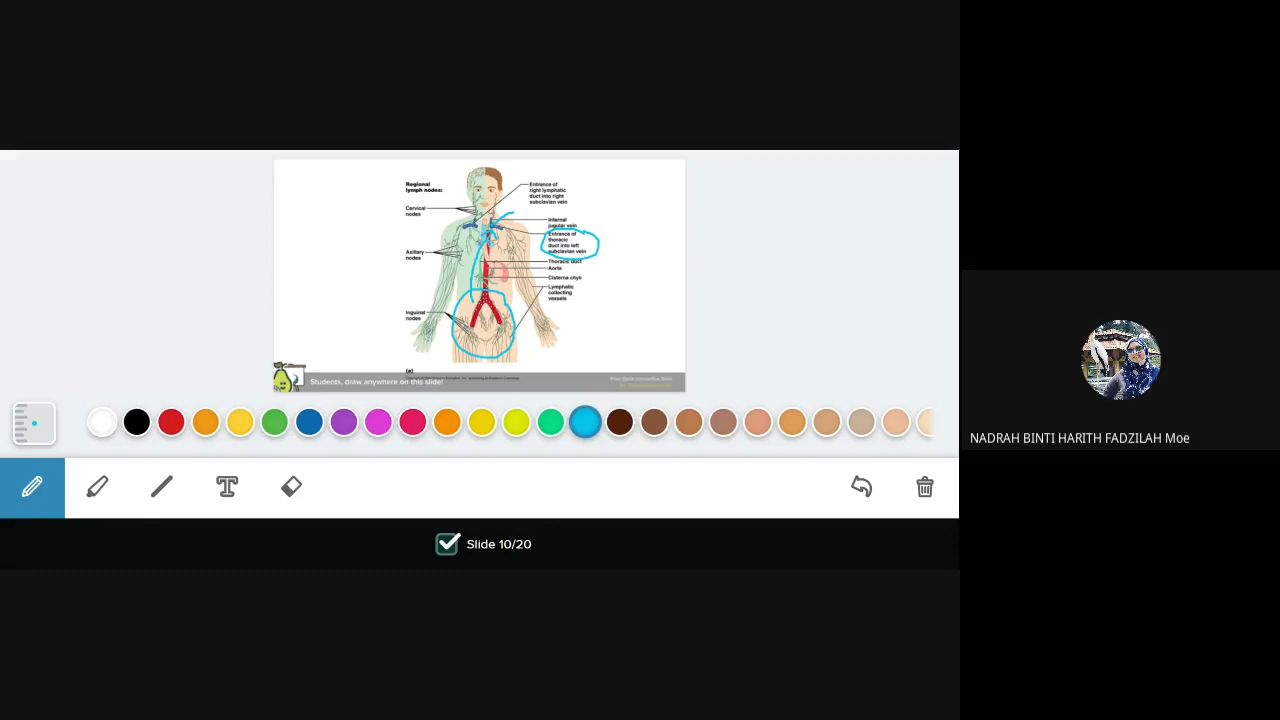 Regional
lymph nodes:
Entrance of
right lymphatic
duct into right
subclavian vein
Cervical
nodes
Internal
jugular vein
Entrance of
thoracic
duct into left
subclavian vein
Axillary
nodes
Thoracic duct
Aorta
Cisterna chyli
Lymphatic
collecting
vessels
Inguinal
nodes
(a)
Students, draw anywhere on this slide!
NADRAH BINTI HARITH FADZILAH Moe
T
Slide 10/20